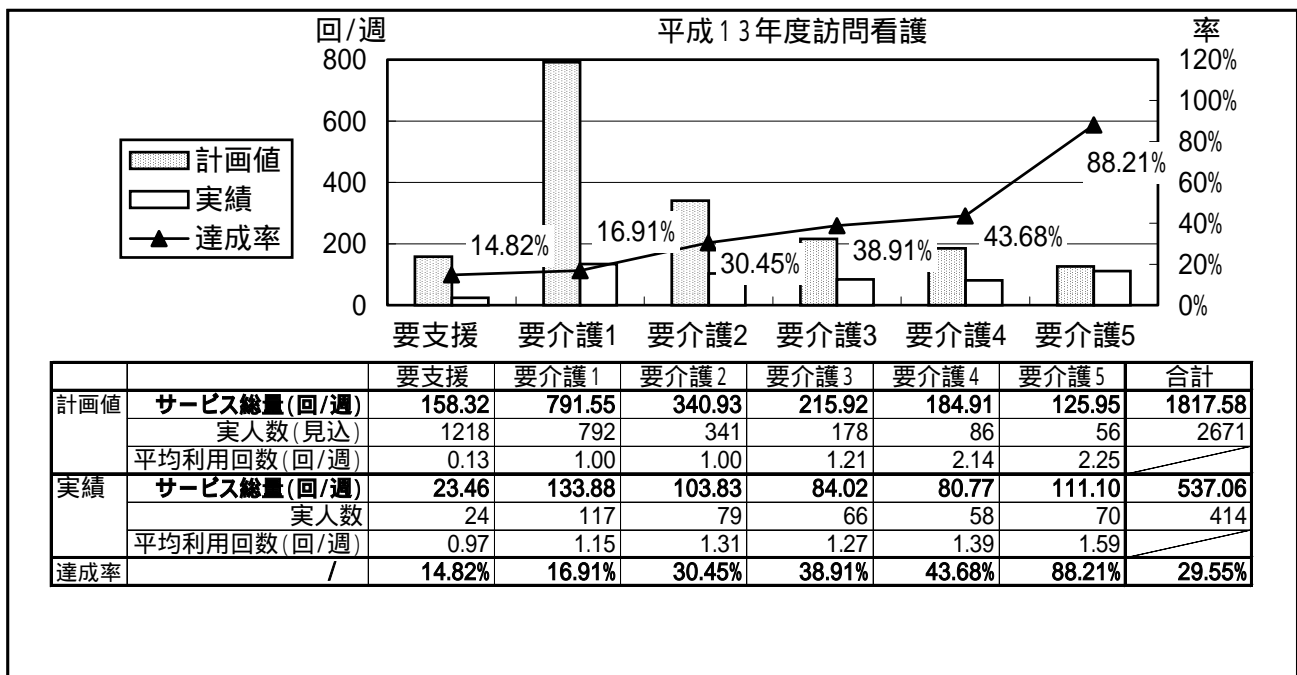 回/週 平成13年度訪問看護 率
800 120%
100%
600 80%
計画値 88.21%
400 60%
実績
達成率 40%
200 14.82% 16.91% 30.45% 38.91% 43.68% 20%
0 0%
要支援 要介護1 要介護2 要介護3 要介護4 要介護5
要支援 要介護1 要介護2 要介護3 要介護4 要介護5 合計
計画値 サービス総量(回/週) 158.32 791.55 340.93 215.92 184.91 125.95 1817.58
実人数(見込) 1218 792 341 178 86 56 2671
平均利用回数(回/週) 0.13 1.00 1.00 1.21 2.14 2.25
実績 サービス総量(回/週) 23.46 133.88 103.83 84.02 80.77 111.10 537.06
実人数 24 117 79 66 58 70 414
平均利用回数(回/週) 0.97 1.15 1.31 1.27 1.39 1.59
達成率 / 14.82% 16.91% 30.45% 38.91% 43.68% 88.21% 29.55%